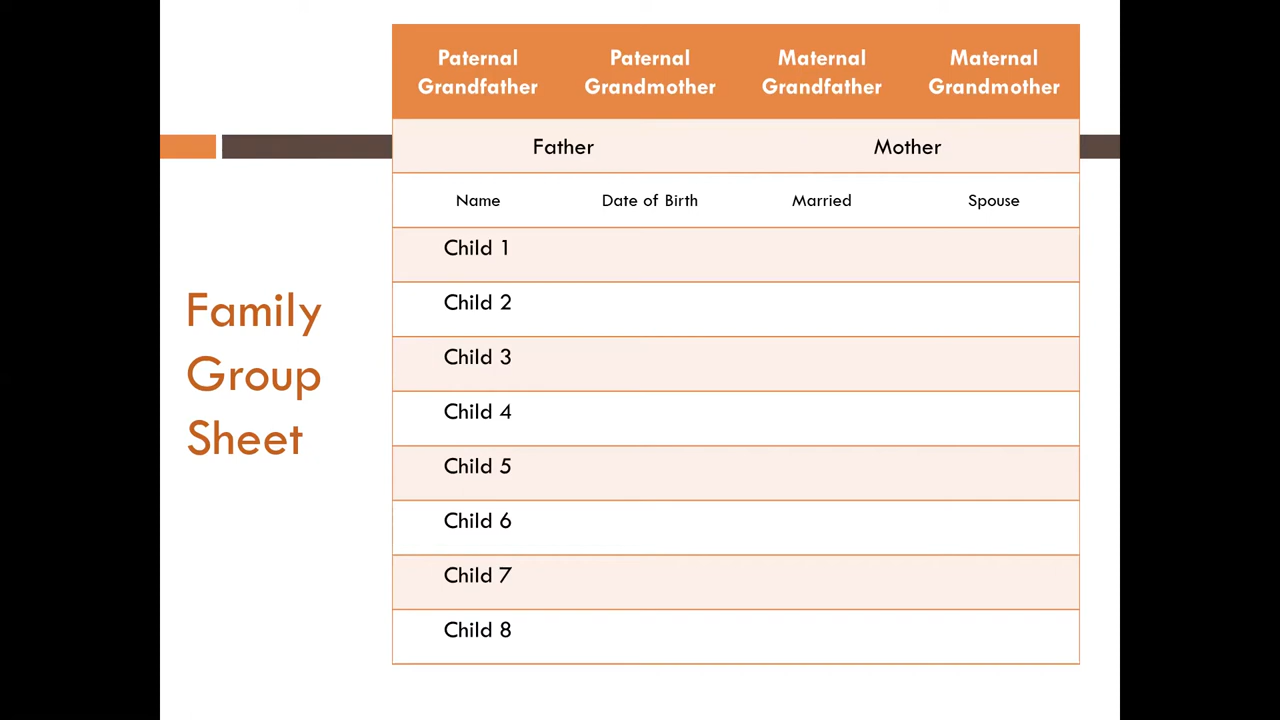 Paternal Grandfather
Paternal Grandmother
Maternal Grandfather
Maternal Grandmother
Father
Mother
Name
Date of Birth
Married
Spouse
Child 1
Child 2
Child 3
Child 4
Child 5
Child 6
Child 7
Child 8
Family
Group
Sheet